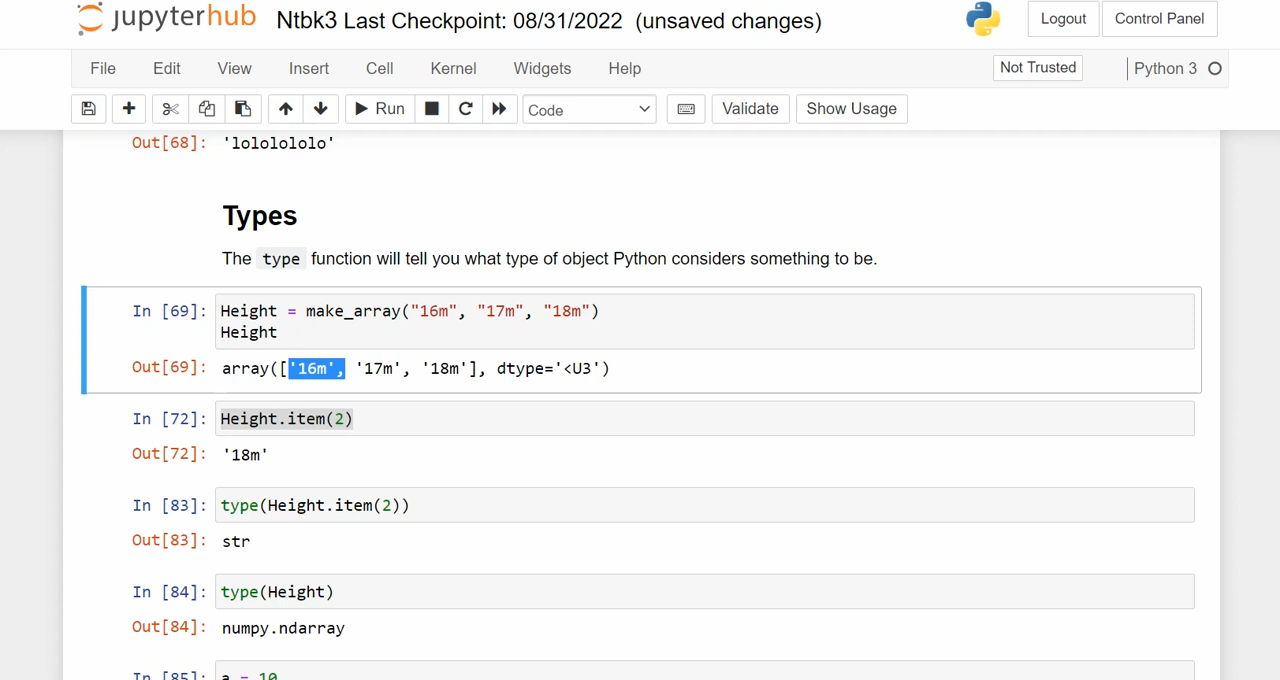 jupyterhub Ntbk3 Last Checkpoint: 08/31/2022 (unsaved changes) Logout Control Panel
File Edit View Insert Cell Kernel Widgets Help Not Trusted Python 3
Run Code Validate Show Usage
Out[68]: 'lolololololo'
Types
The type function will tell you what type of object Python considers something to be.
In [69]: Height = make_array("16m", "17m", "18m")
Height
Out[69]: array(['16m', '17m', '18m'], dtype='<U3')
In [72]: Height.item(2)
Out[72]: '18m'
In [83]: type(Height.item(2))
Out[83]: str
In [84]: type(Height)
Out[84]: numpy.ndarray
In [85]: a = 10